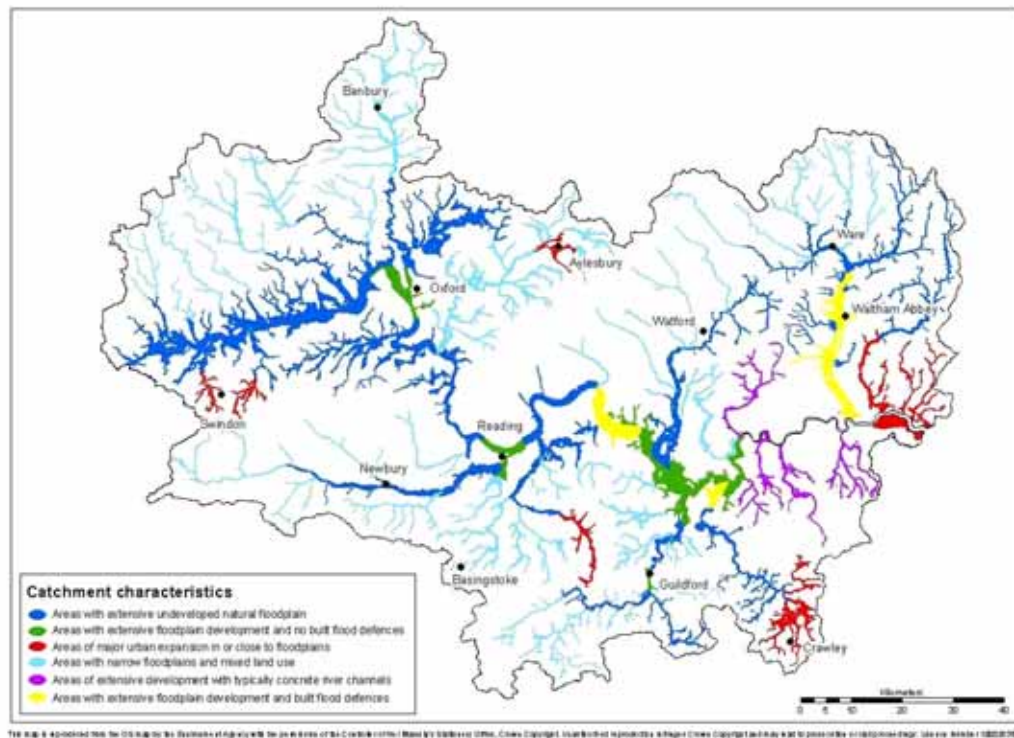 Banbury
Ware
Aylesbury
Oxford
Waltham Abbey
Watford
Swindon
Reading
Newbury
Basingstoke
Guildford
Crawley
Catchment characteristics
Areas with extensive undeveloped natural floodplain
Areas with extensive floodplain development and no built flood defences
Areas of major urban expansion in or close to floodplains
Areas with narrow floodplains and mixed land use
Areas of extensive development with typically concrete river channels
Areas with extensive floodplain development and built flood defences
Kilometers
0 5 10 20 30 40